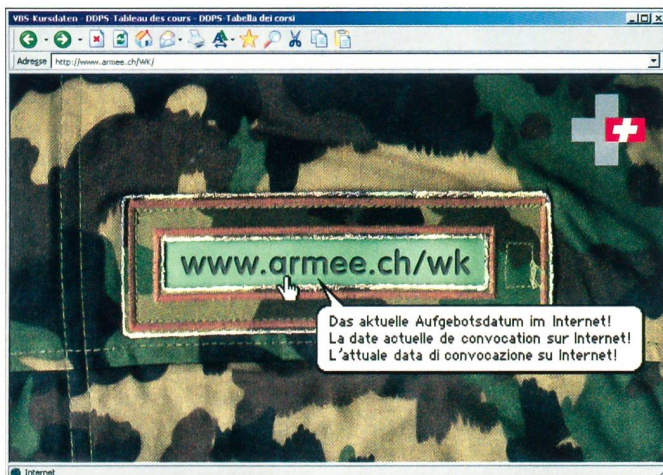 VBS-Kursdaten - DDPS-Tableau des cours - DDPS-Tabella dei corsi
Adresse http://www.armee.ch/WK/
www.armee.ch/wk
Das aktuelle Aufgebotsdatum im Internet!
La date actuelle de convocation sur Internet!
L'attuale data di convocazione su Internet!
Internet